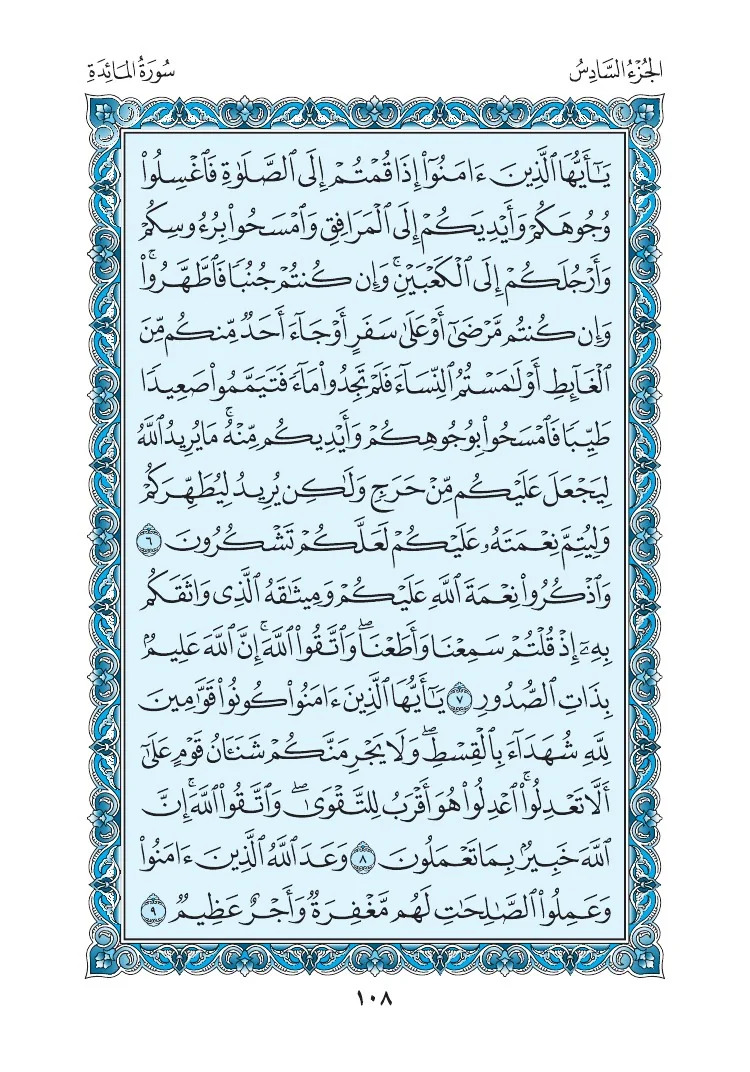 الجُزْءُ السَّادِسُ
سُورَةُ المَائِدَةِ
يَٰٓأَيُّهَا ٱلَّذِينَ ءَامَنُوٓا۟ إِذَا قُمْتُمْ إِلَى ٱلصَّلَوٰةِ فَٱغْسِلُوا۟
وُجُوهَكُمْ وَأَيْدِيَكُمْ إِلَى ٱلْمَرَافِقِ وَٱمْسَحُوا۟ بِرُءُوسِكُمْ
وَأَرْجُلَكُمْ إِلَى ٱلْكَعْبَيْنِ ۚ وَإِن كُنتُمْ جُنُبًا فَٱطَّهَّرُوا۟ ۚ
وَإِن كُنتُم مَّرْضَىٰٓ أَوْ عَلَىٰ سَفَرٍ أَوْ جَآءَ أَحَدٌ مِّنكُم مِّنَ
ٱلْغَآئِطِ أَوْ لَٰمَسْتُمُ ٱلنِّسَآءَ فَلَمْ تَجِدُوا۟ مَآءً فَتَيَمَّمُوا۟ صَعِيدًا
طَيِّبًا فَٱمْسَحُوا۟ بِوُجُوهِكُمْ وَأَيْدِيكُم مِّنْهُ ۚ مَا يُرِيدُ ٱللَّهُ
لِيَجْعَلَ عَلَيْكُم مِّنْ حَرَجٍ وَلَٰكِن يُرِيدُ لِيُطَهِّرَكُمْ
وَلِيُتِمَّ نِعْمَتَهُۥ عَلَيْكُمْ لَعَلَّكُمْ تَشْكُرُونَ ٦
وَٱذْكُرُوا۟ نِعْمَةَ ٱللَّهِ عَلَيْكُمْ وَمِيثَٰقَهُ ٱلَّذِى وَاثَقَكُم
بِهِۦٓ إِذْ قُلْتُمْ سَمِعْنَا وَأَطَعْنَا ۖ وَٱتَّقُوا۟ ٱللَّهَ ۚ إِنَّ ٱللَّهَ عَلِيمٌۢ
بِذَاتِ ٱلصُّدُورِ ٧ يَٰٓأَيُّهَا ٱلَّذِينَ ءَامَنُوا۟ كُونُوا۟ قَوَّٰمِينَ
لِلَّهِ شُهَدَآءَ بِٱلْقِسْطِ ۖ وَلَا يَجْرِمَنَّكُمْ شَنَـَٔانُ قَوْمٍ عَلَىٰٓ
أَلَّا تَعْدِلُوا۟ ۚ ٱعْدِلُوا۟ هُوَ أَقْرَبُ لِلتَّقْوَىٰ ۖ وَٱتَّقُوا۟ ٱللَّهَ ۚ إِنَّ
ٱللَّهَ خَبِيرٌۢ بِمَا تَعْمَلُونَ ٨ وَعَدَ ٱللَّهُ ٱلَّذِينَ ءَامَنُوا۟
وَعَمِلُوا۟ ٱلصَّٰلِحَٰتِ لَهُم مَّغْفِرَةٌ وَأَجْرٌ عَظِيمٌ ٩
١٠٨